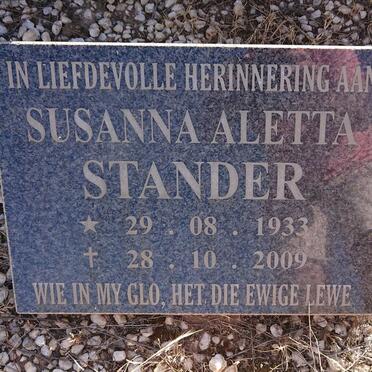 IN LIEFDEVOLLE HERINNERING AAN
SUSANNA ALETTA
STANDER
★ 29 . 08 . 1933
✝ 28 . 10 . 2009
WIE IN MY GLO, HET DIE EWIGE LEWE